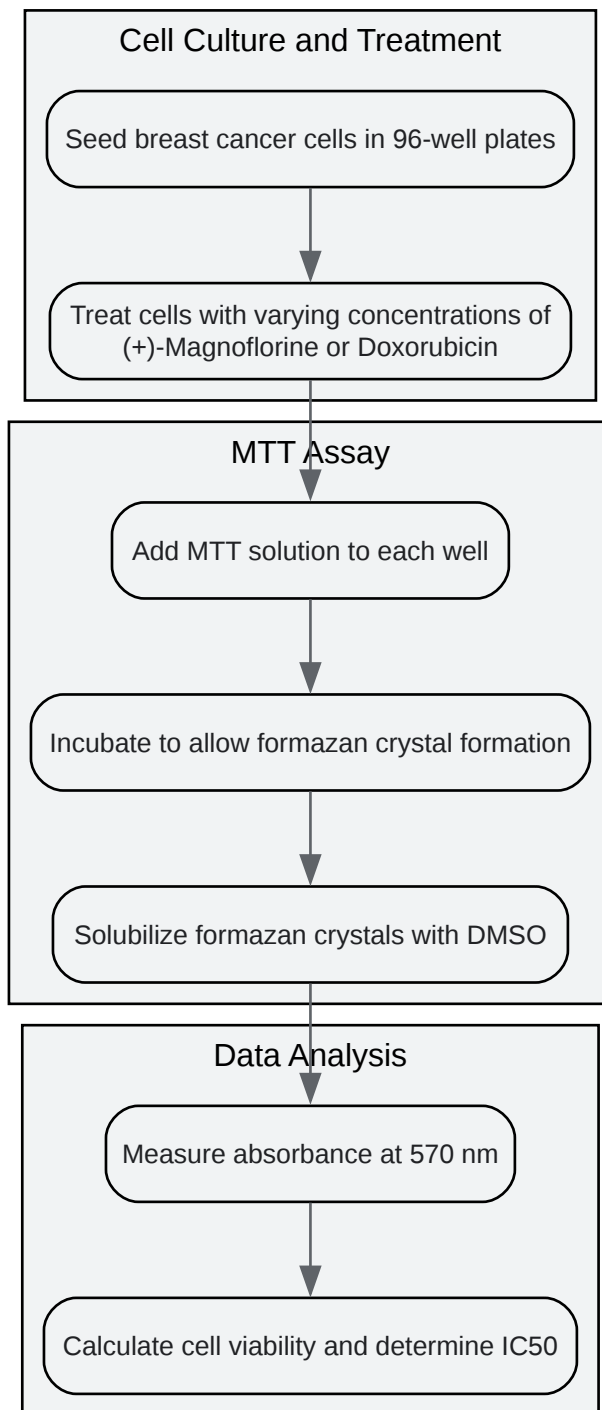 Cell Culture and Treatment
Seed breast cancer cells in 96-well plates
Treat cells with varying concentrations of
(+)-Magnoflorine or Doxorubicin
MTT Assay
Add MTT solution to each well
Incubate to allow formazan crystal formation
Solubilize formazan crystals with DMSO
Data Analysis
Measure absorbance at 570 nm
Calculate cell viability and determine IC50